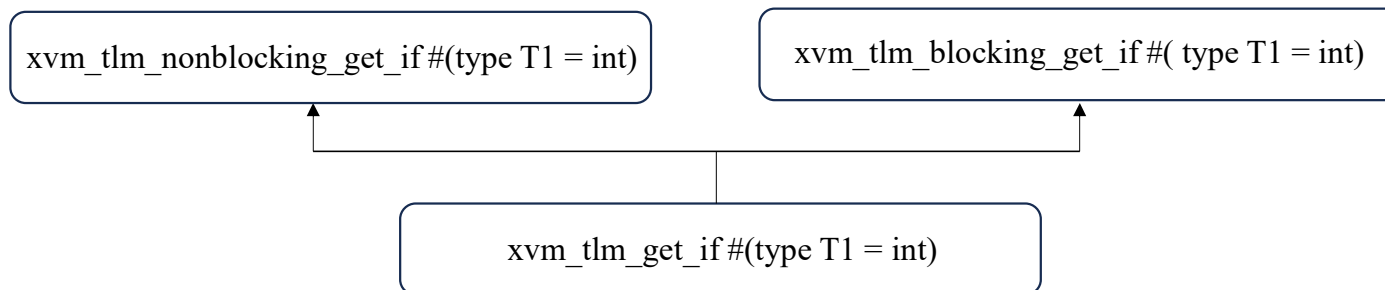 xvm_tlm_nonblocking_get_if #(type T1 = int)
xvm_tlm_blocking_get_if #( type T1 = int)
xvm_tlm_get_if #(type T1 = int)